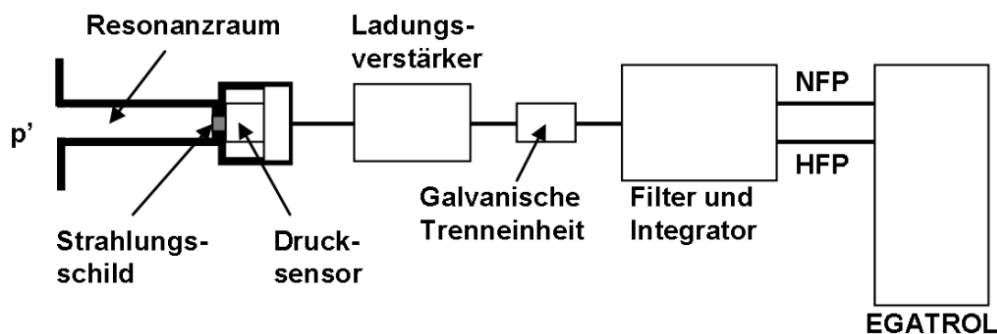 Resonanzraum
Ladungs-
verstärker
p’
NFP
HFP
Strahlungs-
schild
Druck-
sensor
Galvanische
Trenneinheit
Filter und
Integrator
EGATROL